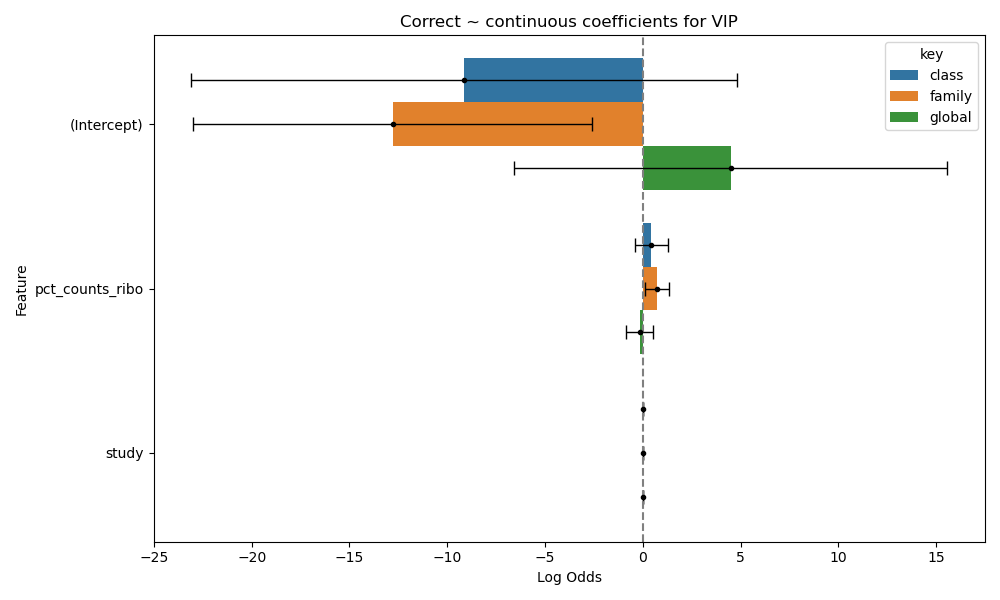 Correct ~ continuous coefficients for VIP
key
class
family
global
(Intercept)
pct_counts_ribo
study
Feature
−25
−20
−15
−10
−5
0
5
10
15
Log Odds